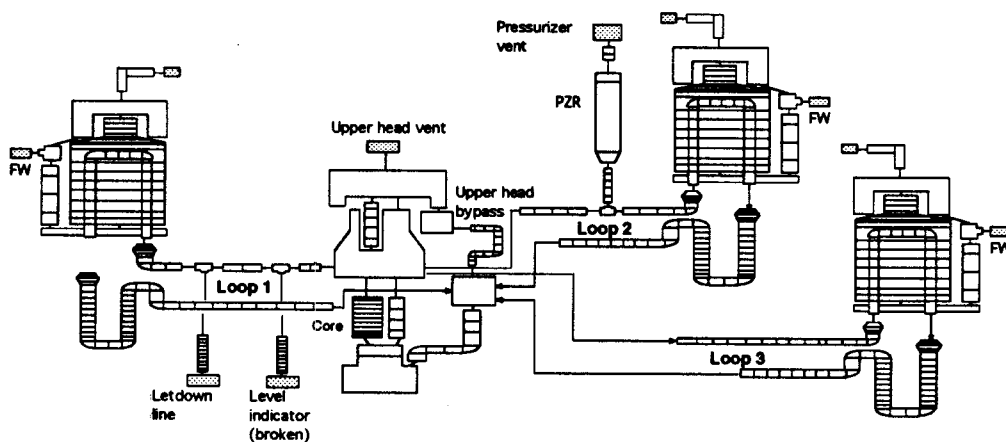 Pressurizer
vent
PZR
FW
Upper head vent
FW
Upper head
bypass
Loop 2
FW
Loop 1
Core
Loop 3
Letdown
line
Level
indicator
(broken)